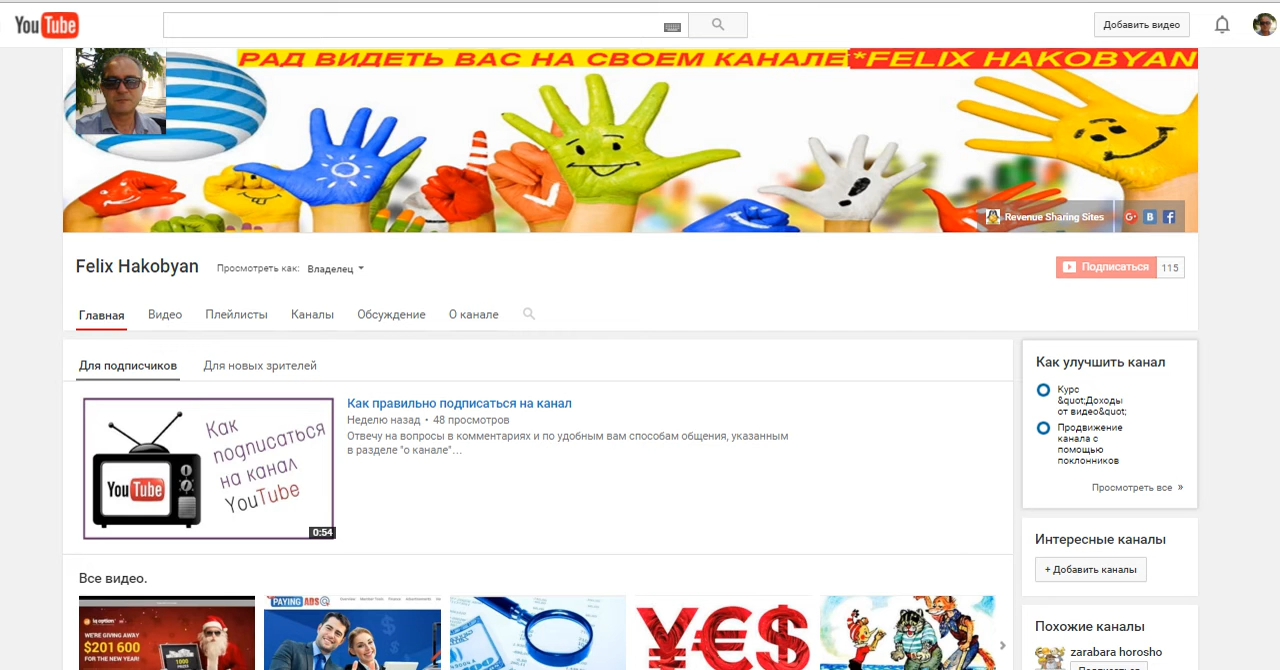 YouTube
Добавить видео
РАД ВИДЕТЬ ВАС НА СВОЕМ КАНАЛЕ *FELIX HAKOBYAN
Revenue Sharing Sites
Felix Hakobyan Просмотреть как: Владелец
Подписаться 115
Главная Видео Плейлисты Каналы Обсуждение О канале
Для подписчиков Для новых зрителей
Как
подписаться
на канал
YouTube
YouTube
0:54
Как правильно подписаться на канал
Неделю назад • 48 просмотров
Отвечу на вопросы в комментариях и по удобным вам способам общения, указанным
в разделе "о канале"...
Все видео.
iq option
WE'RE GIVING AWAY
$201 600
FOR THE NEW YEAR!
PAYING ADS
YE$
Как улучшить канал
Курс
&quot;Доходы
от видео&quot;
Продвижение
канала с
помощью
поклонников
Просмотреть все »
Интересные каналы
+ Добавить каналы
Похожие каналы
zarabara horosho
Подписаться